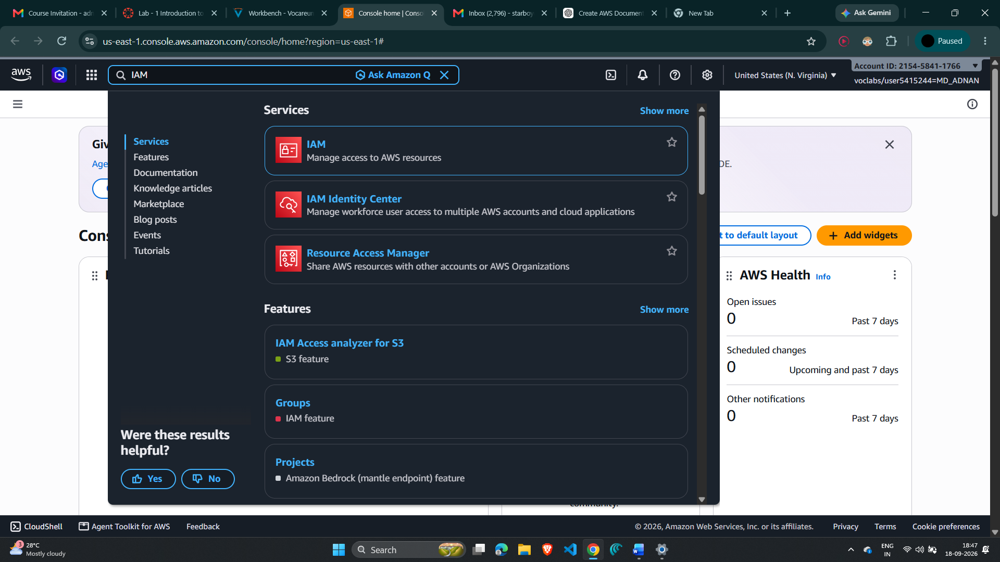 Course Invitation - adn
Lab - 1 Introduction to
Workbench - Vocareun
Console home | Conso
Inbox (2,796) - starboy
Create AWS Document
New Tab
Ask Gemini
us-east-1.console.aws.amazon.com/console/home?region=us-east-1#
Paused
aws
IAM
Ask Amazon Q
United States (N. Virginia)
Account ID: 2154-5841-1766
voclabs/user5415244=MD_ADNAN
Services
Features
Documentation
Knowledge articles
Marketplace
Blog posts
Events
Tutorials
Were these results
helpful?
Yes
No
Services
Show more
IAM
Manage access to AWS resources
IAM Identity Center
Manage workforce user access to multiple AWS accounts and cloud applications
Resource Access Manager
Share AWS resources with other accounts or AWS Organizations
Features
Show more
IAM Access analyzer for S3
S3 feature
Groups
IAM feature
Projects
Amazon Bedrock (mantle endpoint) feature
Giv
Age
DE.
Cons
t to default layout
Add widgets
AWS Health Info
Open issues
0
Past 7 days
Scheduled changes
0
Upcoming and past 7 days
Other notifications
0
Past 7 days
CloudShell
Agent Toolkit for AWS
Feedback
© 2026, Amazon Web Services, Inc. or its affiliates.
Privacy
Terms
Cookie preferences
3
28°C
Mostly cloudy
Search
ENG
IN
18:47
18-09-2026